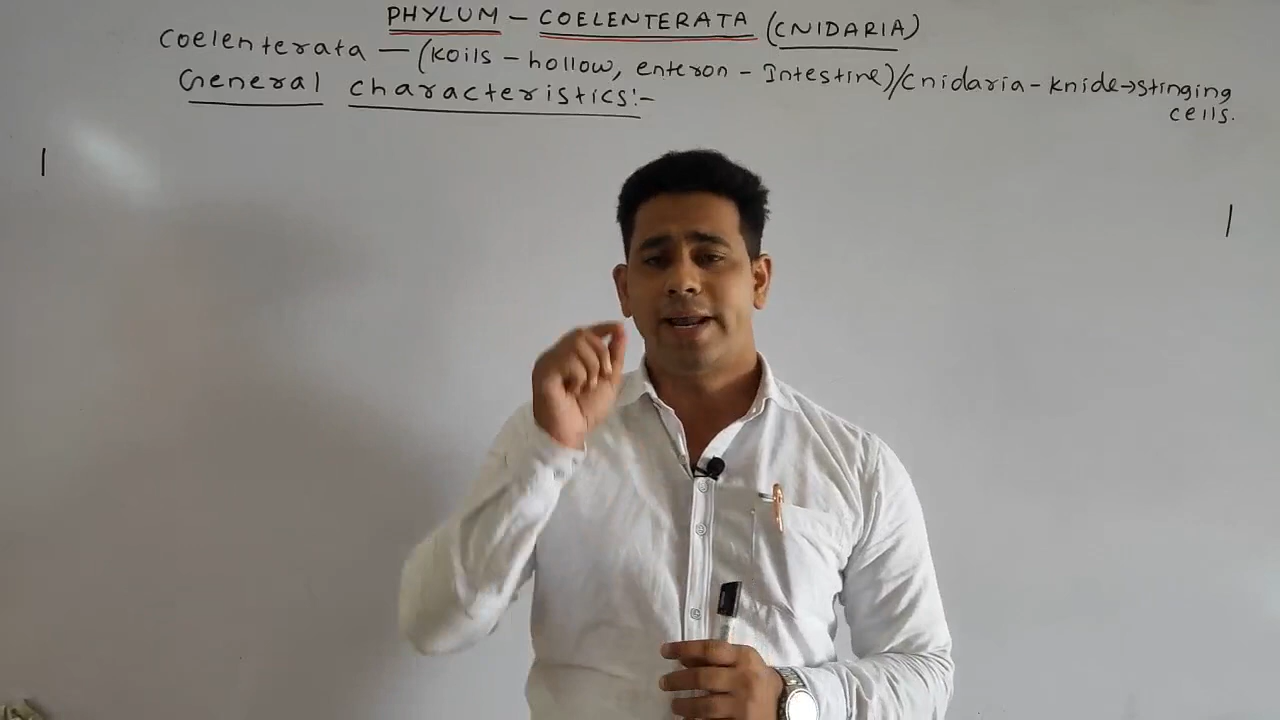 PHYLUM - COELENTERATA (CNIDARIA)
Coelenterata — (Koils - hollow, enteron - Intestine)/Cnidaria - Knide→stinging
cells.
General characteristics:-